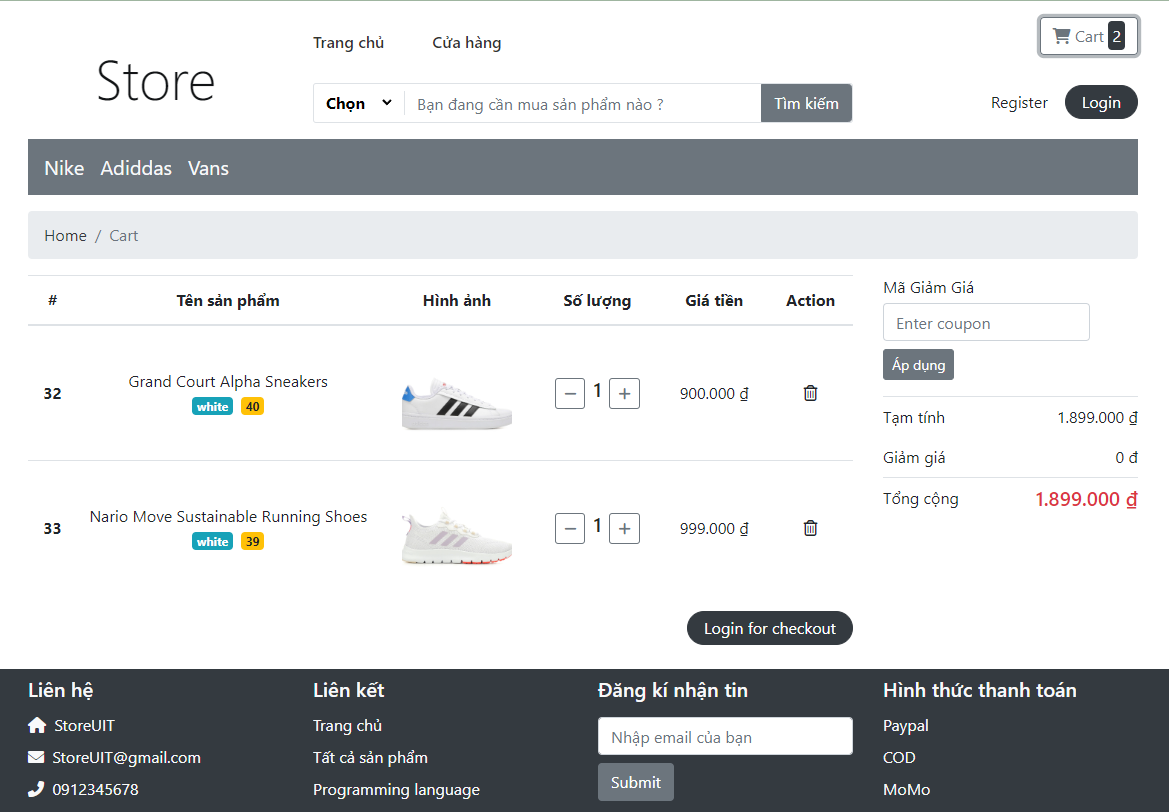 Trang chủ Cửa hàng
Cart 2
Store
Chọn Bạn đang cần mua sản phẩm nào ? Tìm kiếm
Register Login
Nike Adiddas Vans
Home / Cart
# Tên sản phẩm Hình ảnh Số lượng Giá tiền Action
32 Grand Court Alpha Sneakers
white 40
1 900.000 ₫
33 Nario Move Sustainable Running Shoes
white 39
1 999.000 ₫
Login for checkout
Mã Giảm Giá
Enter coupon
Áp dụng
Tạm tính 1.899.000 ₫
Giảm giá 0 đ
Tổng cộng 1.899.000 ₫
Liên hệ
StoreUIT
StoreUIT@gmail.com
0912345678
Liên kết
Trang chủ
Tất cả sản phẩm
Programming language
Đăng kí nhận tin
Nhập email của bạn
Submit
Hình thức thanh toán
Paypal
COD
MoMo